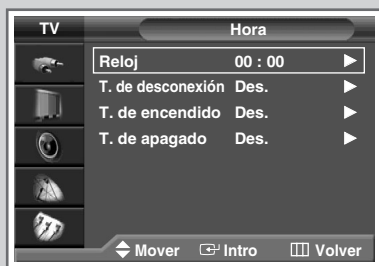 TV Hora
Reloj 00 : 00
T. de desconexión Des.
T. de encendido Des.
T. de apagado Des.
Mover Intro Volver